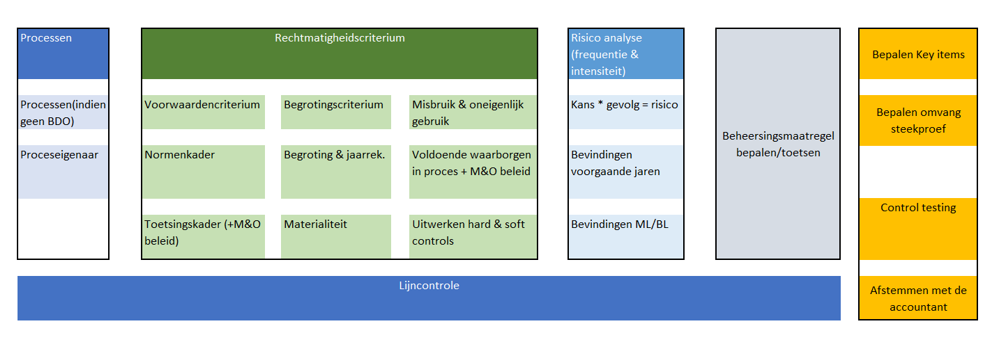 Processen
Processen(indien
geen BDO)
Proceseigenaar
Rechtmatigheidscriterium
Voorwaardencriterium
Begrotingscriterium
Misbruik & oneigenlijk
gebruik
Normenkader
Begroting & jaarrek.
Voldoende waarborgen
in proces + M&O beleid
Toetsingskader (+M&O
beleid)
Materialiteit
Uitwerken hard & soft
controls
Risico analyse
(frequentie &
intensiteit)
Kans * gevolg = risico
Bevindingen
voorgaande jaren
Bevindingen ML/BL
Beheersingsmaatregel
bepalen/toetsen
Bepalen Key items
Bepalen omvang
steekproef
Control testing
Afstemmen met de
accountant
Lijncontrole